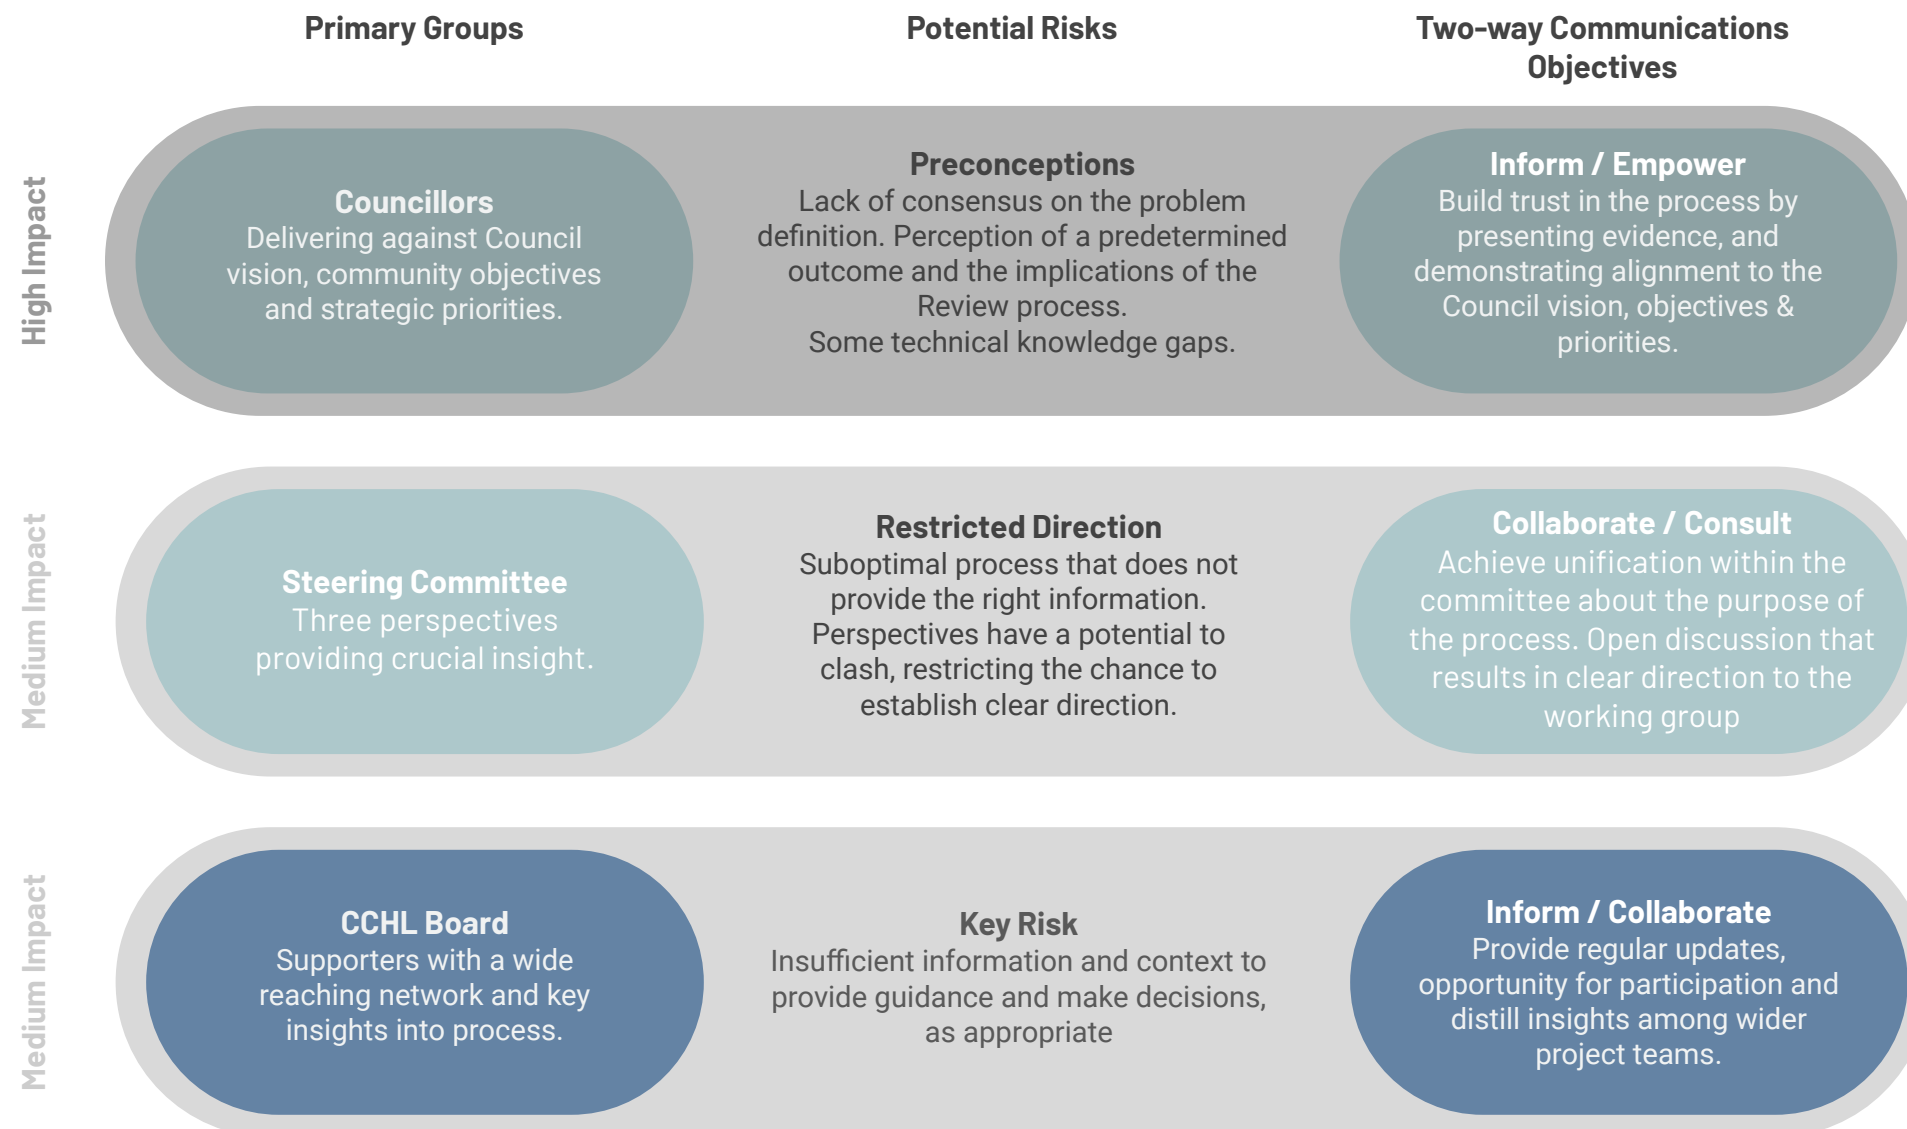 Primary Groups
Potential Risks
Two-way Communications
Objectives
High Impact
Councillors
Delivering against Council
vision, community objectives
and strategic priorities.
Preconceptions
Lack of consensus on the problem
definition. Perception of a predetermined
outcome and the implications of the
Review process.
Some technical knowledge gaps.
Inform / Empower
Build trust in the process by
presenting evidence, and
demonstrating alignment to the
Council vision, objectives &
priorities.
Medium Impact
Steering Committee
Three perspectives
providing crucial insight.
Restricted Direction
Suboptimal process that does not
provide the right information.
Perspectives have a potential to
clash, restricting the chance to
establish clear direction.
Collaborate / Consult
Achieve unification within the
committee about the purpose of
the process. Open discussion that
results in clear direction to the
working group
Medium Impact
CCHL Board
Supporters with a wide
reaching network and key
insights into process.
Key Risk
Insufficient information and context to
provide guidance and make decisions,
as appropriate
Inform / Collaborate
Provide regular updates,
opportunity for participation and
distill insights among wider
project teams.